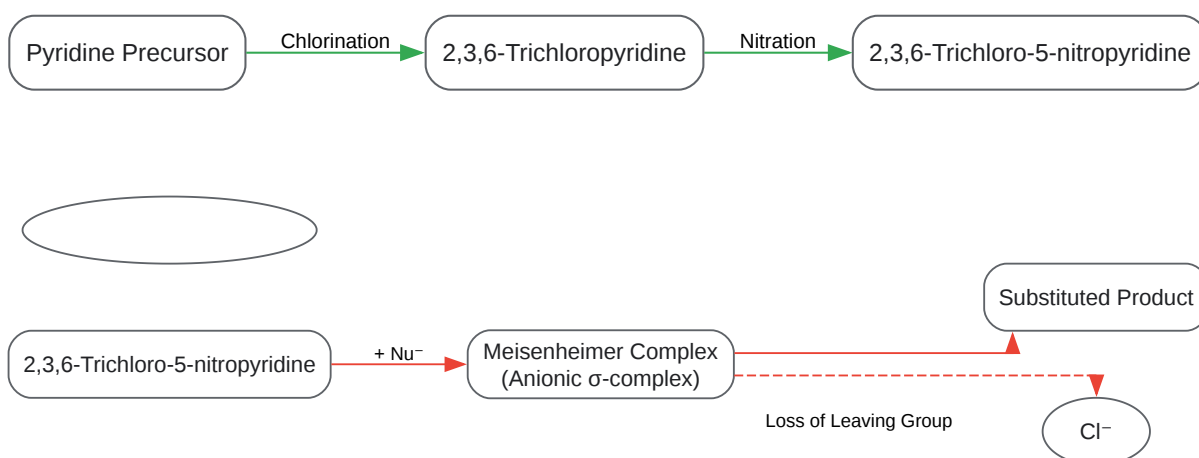 Pyridine Precursor
Chlorination
2,3,6-Trichloropyridine
Nitration
2,3,6-Trichloro-5-nitropyridine
Substituted Product
2,3,6-Trichloro-5-nitropyridine
+ Nu⁻
Meisenheimer Complex
(Anionic σ-complex)
Loss of Leaving Group
Cl⁻